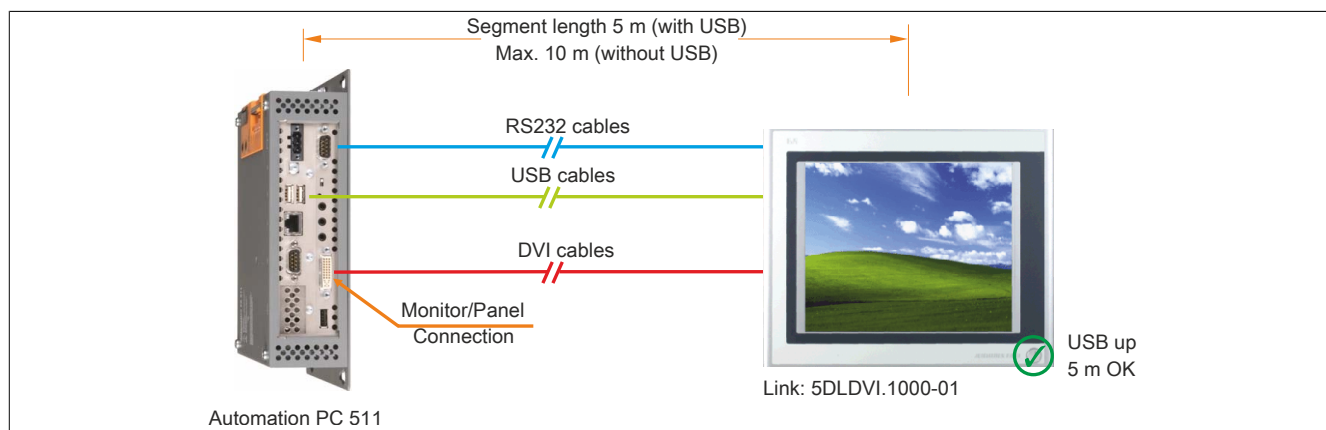 Segment length 5 m (with USB)
Max. 10 m (without USB)
RS232 cables
USB cables
DVI cables
Monitor/Panel
Connection
USB up
5 m OK
Link: 5DLDVI.1000-01
Automation PC 511